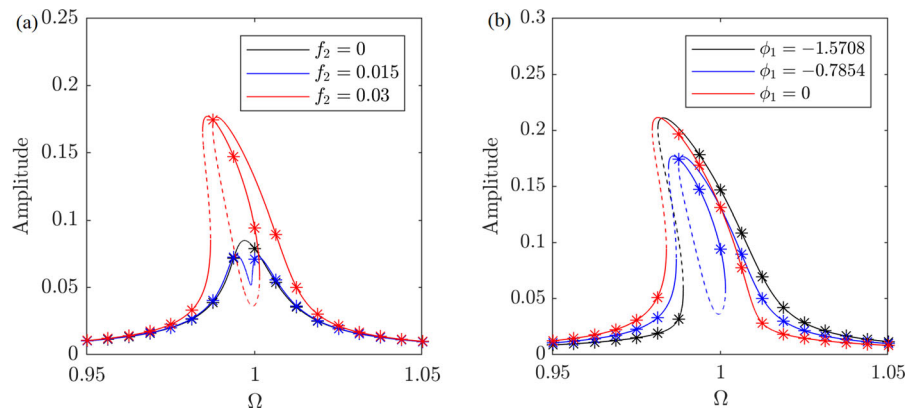 (a)
0.25
0.2
0.15
0.1
0.05
0
Amplitude
f₂ = 0
f₂ = 0.015
f₂ = 0.03
0.95
1
1.05
Ω
(b)
0.3
0.25
0.2
0.15
0.1
0.05
0
Amplitude
ϕ₁ = −1.5708
ϕ₁ = −0.7854
ϕ₁ = 0
0.95
1
1.05
Ω